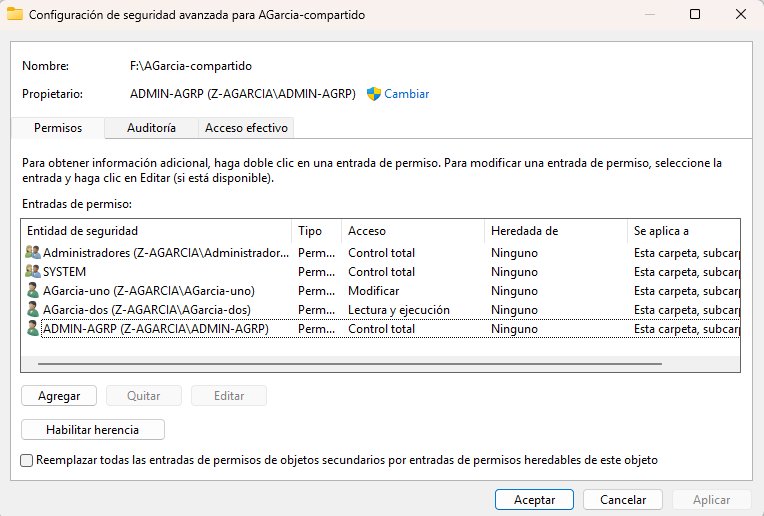 Configuración de seguridad avanzada para AGarcia-compartido
Nombre: F:\AGarcia-compartido
Propietario: ADMIN-AGRP (Z-AGARCIA\ADMIN-AGRP) Cambiar
Permisos Auditoría Acceso efectivo
Para obtener información adicional, haga doble clic en una entrada de permiso. Para modificar una entrada de permiso, seleccione la
entrada y haga clic en Editar (si está disponible).
Entradas de permiso:
Entidad de seguridad Tipo Acceso Heredada de Se aplica a
Administradores (Z-AGARCIA\Administrador... Perm... Control total Ninguno Esta carpeta, subcarp
SYSTEM Perm... Control total Ninguno Esta carpeta, subcarp
AGarcia-uno (Z-AGARCIA\AGarcia-uno) Perm... Modificar Ninguno Esta carpeta, subcarp
AGarcia-dos (Z-AGARCIA\AGarcia-dos) Perm... Lectura y ejecución Ninguno Esta carpeta, subcarp
ADMIN-AGRP (Z-AGARCIA\ADMIN-AGRP) Perm... Control total Ninguno Esta carpeta, subcarp
Agregar Quitar Editar
Habilitar herencia
Reemplazar todas las entradas de permisos de objetos secundarios por entradas de permisos heredables de este objeto
Aceptar Cancelar Aplicar